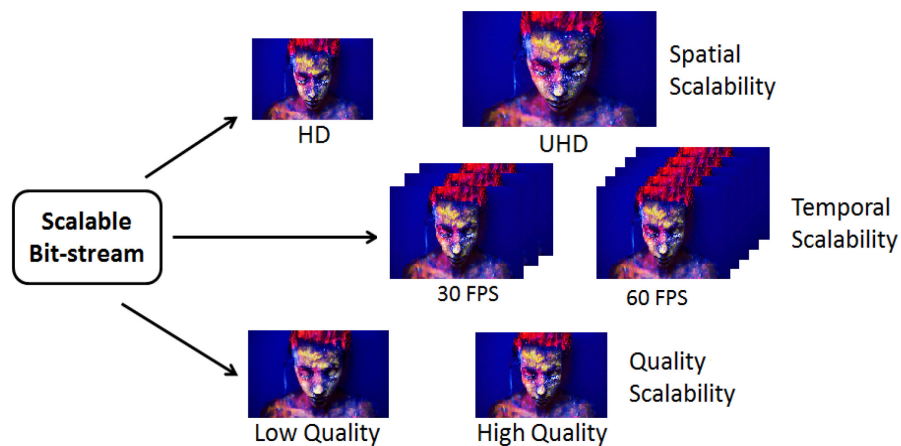 Spatial
Scalability
HD
UHD
Scalable
Bit-stream
Temporal
Scalability
30 FPS
60 FPS
Quality
Scalability
Low Quality
High Quality